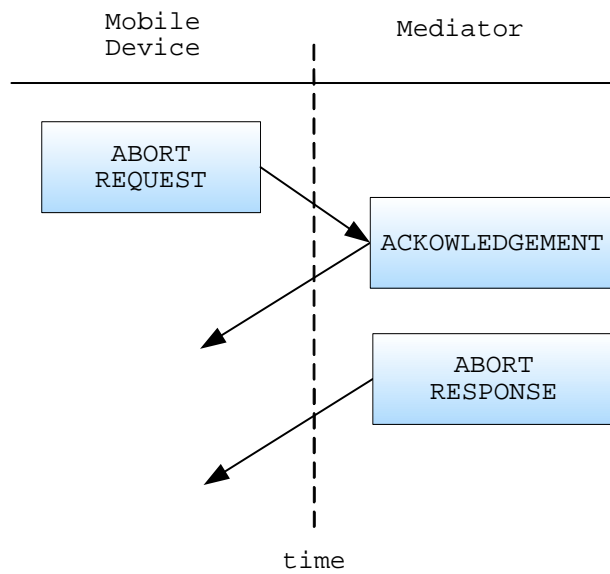 Mobile
Device
Mediator
ABORT
REQUEST
ACKOWLEDGEMENT
ABORT
RESPONSE
time